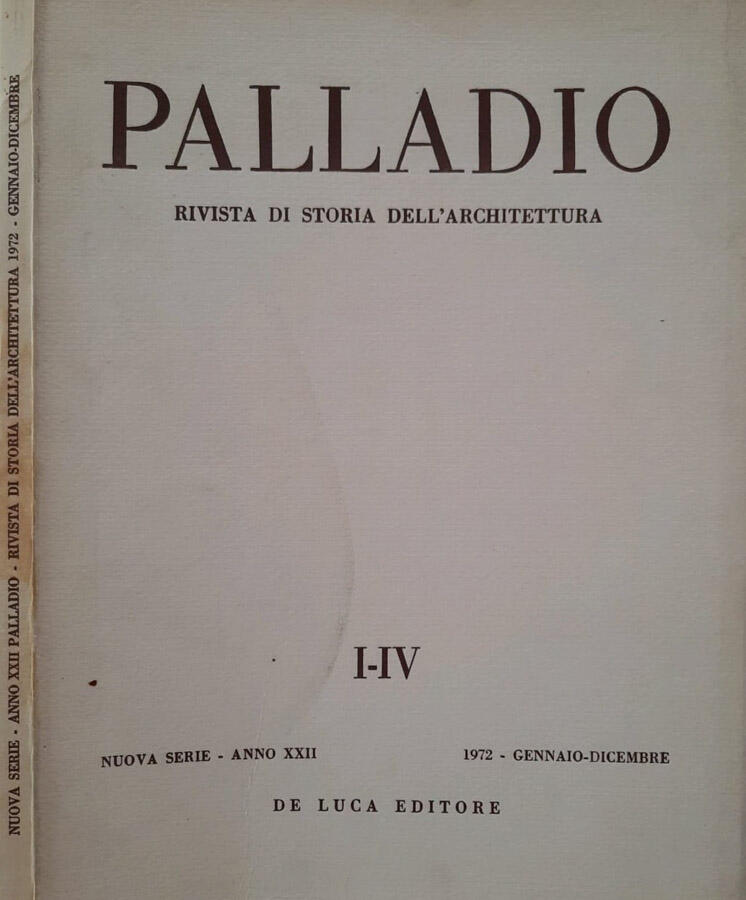 PALLADIO
RIVISTA DI STORIA DELL'ARCHITETTURA
I-IV
NUOVA SERIE - ANNO XXII
1972 - GENNAIO-DICEMBRE
DE LUCA EDITORE
NUOVA SERIE - ANNO XXII PALLADIO - RIVISTA DI STORIA DELL'ARCHITETTURA 1972 - GENNAIO-DICEMBRE